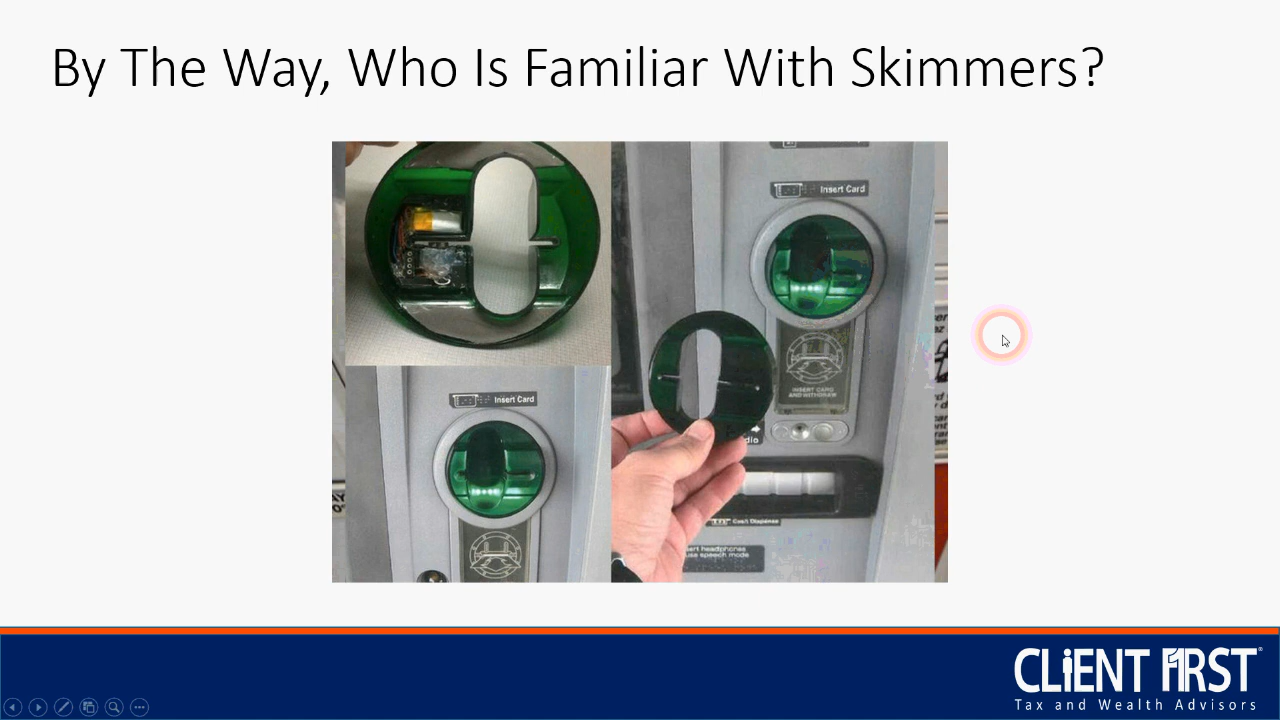 By The Way, Who Is Familiar With Skimmers?
Insert Card
INSERT CARD
AND WITHDRAW
Insert Card
Cash Dispense
headphones
use speech mode
CLiENT FiRST®
Tax and Wealth Advisors